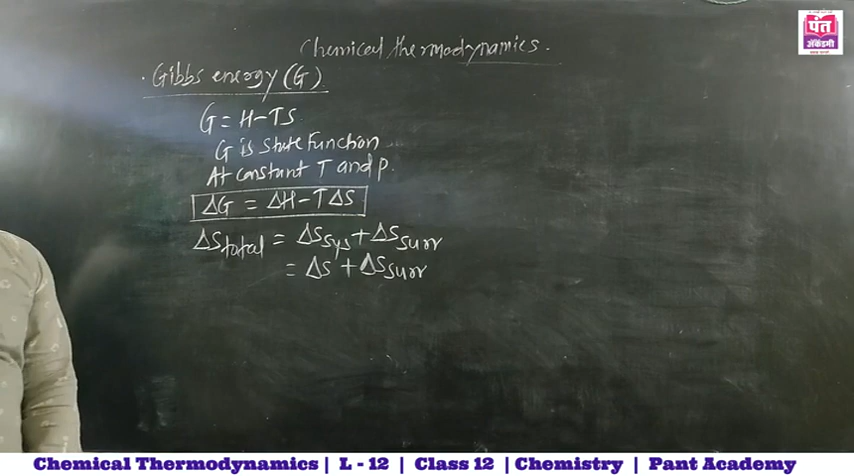 Chemical thermodynamics.
पंत
अ‍ॅकॅडमी
· Gibbs energy (G)
G = H-TS
G is state Function
At constant T and P.
ΔG = ΔH-TΔS
ΔStotal = ΔSsys + ΔSsurr
= ΔS + ΔSsurr
Chemical Thermodynamics | L - 12 | Class 12 | Chemistry | Pant Academy